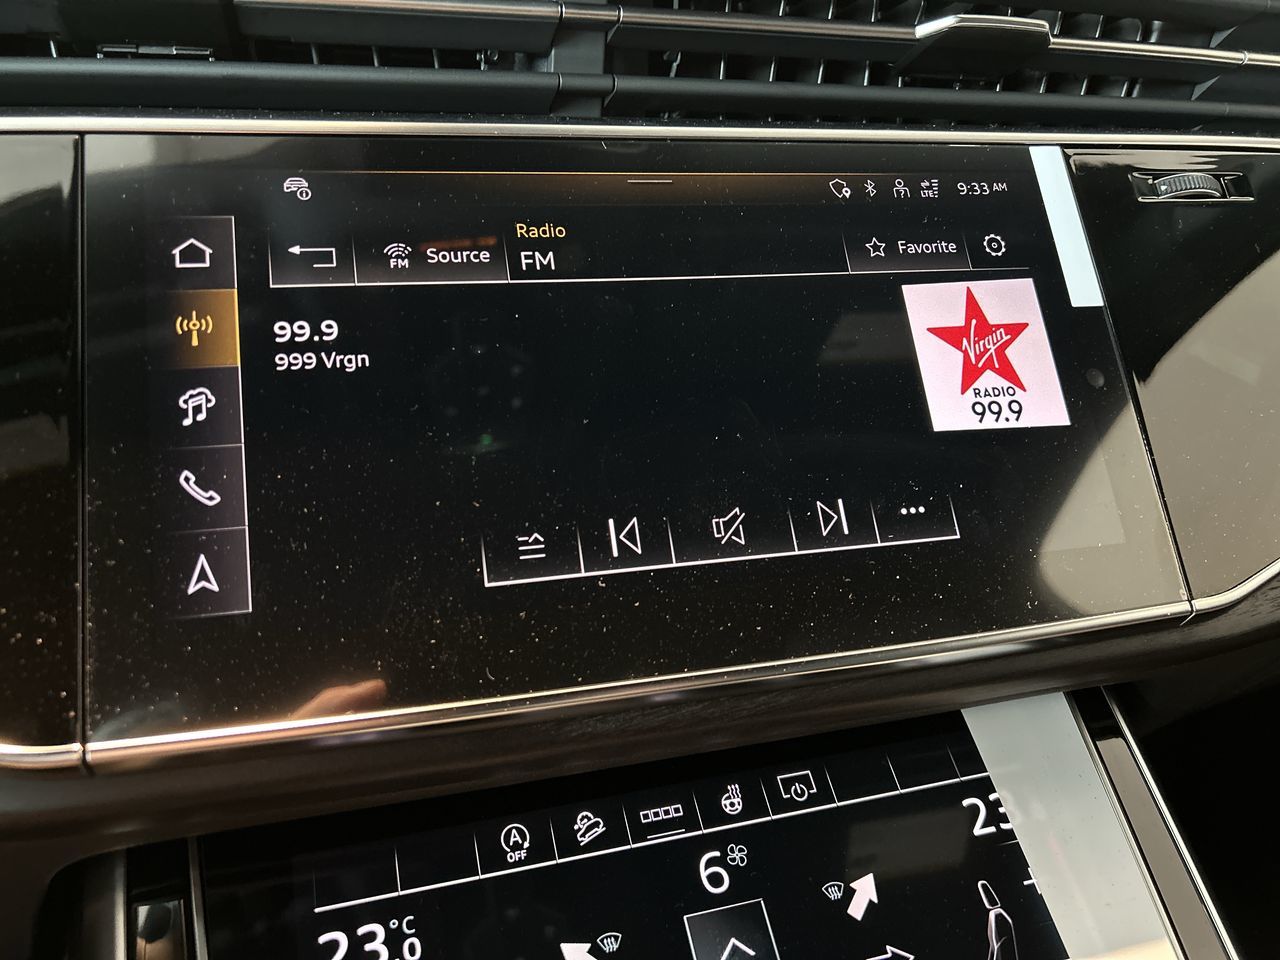 LTE
9:33 AM
Radio
FM
FM
Source
Favorite
99.9
999 Vrgn
Virgin
RADIO
99.9
A
OFF
6
23
23.0 °C